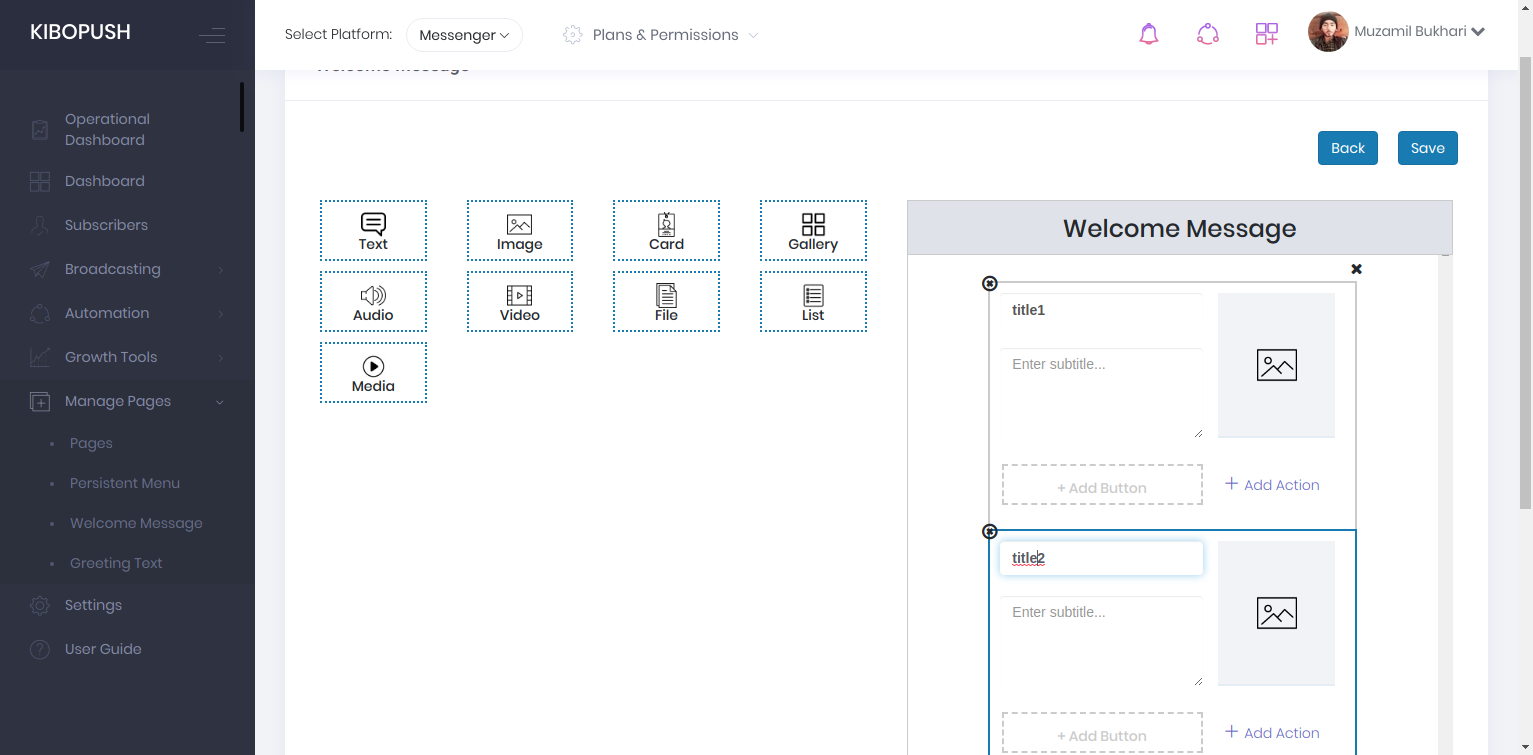 KIBOPUSH
Select Platform:
Messenger
Plans & Permissions
Muzamil Bukhari
Operational
Dashboard
Dashboard
Subscribers
Broadcasting
Automation
Growth Tools
Manage Pages
Pages
Persistent Menu
Welcome Message
Greeting Text
Settings
User Guide
Welcome Message
Back
Save
Text
Image
Card
Gallery
Audio
Video
File
List
Media
Welcome Message
title1
Enter subtitle...
+ Add Button
+ Add Action
title2
Enter subtitle...
+ Add Button
+ Add Action